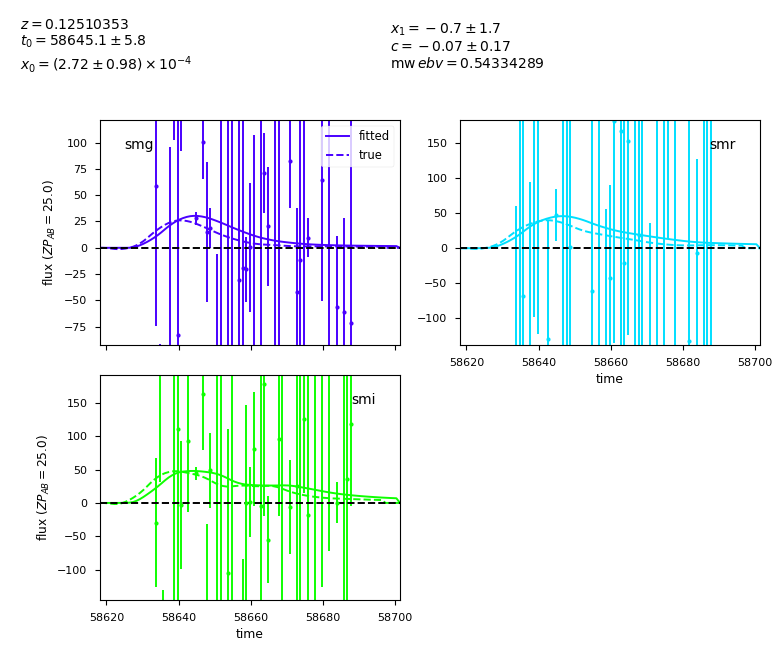 z = 0.12510353
t₀ = 58645.1 ± 5.8
x₀ = (2.72 ± 0.98) × 10⁻⁴
x₁ = −0.7 ± 1.7
c = −0.07 ± 0.17
mw ebv = 0.54334289
smg
fitted
true
flux (ZP_AB = 25.0)
100
75
50
25
0
−25
−50
−75
smr
150
100
50
0
−50
−100
58620 58640 58660 58680 58700
time
smi
flux (ZP_AB = 25.0)
150
100
50
0
−50
−100
58620 58640 58660 58680 58700
time